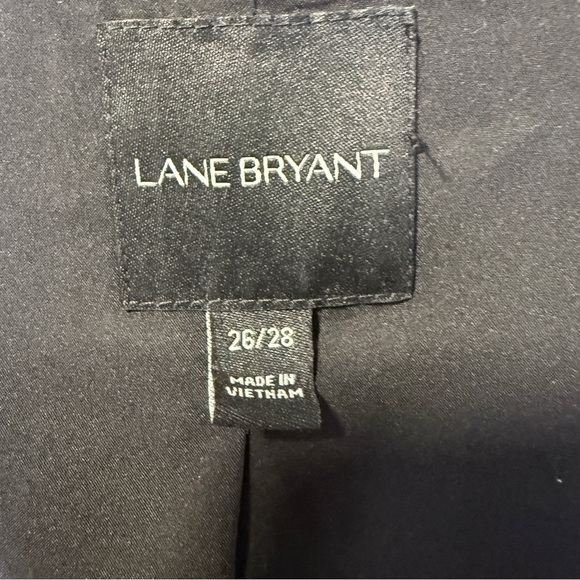 LANE BRYANT
26/28
MADE IN
VIETNAM